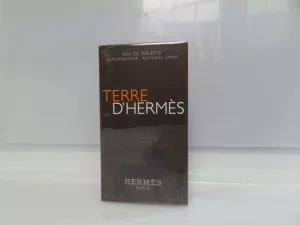 EAU DE TOILETTE
VAPORISATEUR . NATURAL SPRAY
TERRE
D'HERMÈS
HERMÈS
PARIS